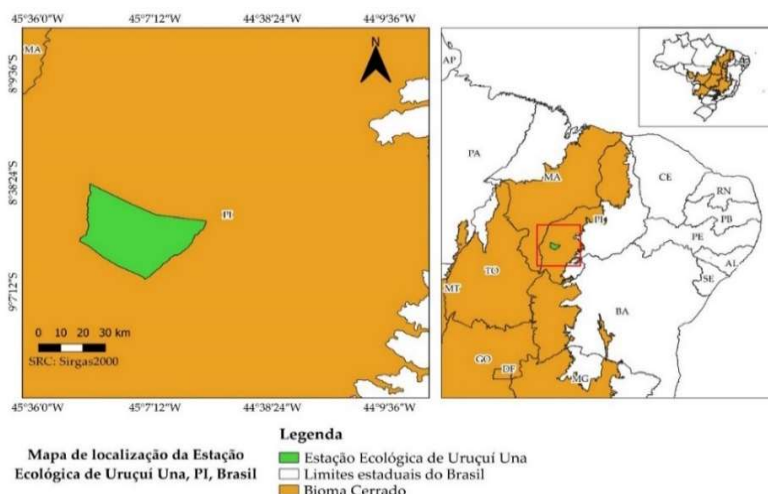 45°36'0"W 45°7'12"W 44°38'24"W 44°9'36"W
8°9'36"S
8°38'24"S
9°7'12"S
MA
N
PI
0 10 20 30 km
SRC: Sirgas2000
45°36'0"W 45°7'12"W 44°38'24"W 44°9'36"W
AP
PA
MA
CE
RN
PB
PE
AL
SE
PI
TO
MT
BA
GO
DF
MG
Mapa de localização da Estação
Ecológica de Uruçuí Una, PI, Brasil
Legenda
Estação Ecológica de Uruçuí Una
Limites estaduais do Brasil
Bioma Cerrado